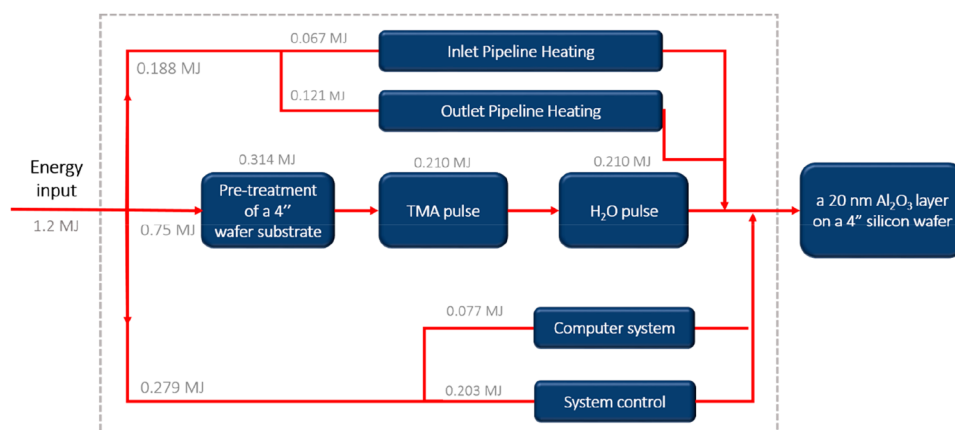 0.067 MJ
Inlet Pipeline Heating
0.188 MJ
0.121 MJ
Outlet Pipeline Heating
Energy
input
1.2 MJ
0.75 MJ
0.314 MJ
Pre-treatment
of a 4″
wafer substrate
0.210 MJ
TMA pulse
0.210 MJ
H₂O pulse
a 20 nm Al₂O₃ layer
on a 4″ silicon wafer
0.077 MJ
Computer system
0.279 MJ
0.203 MJ
System control